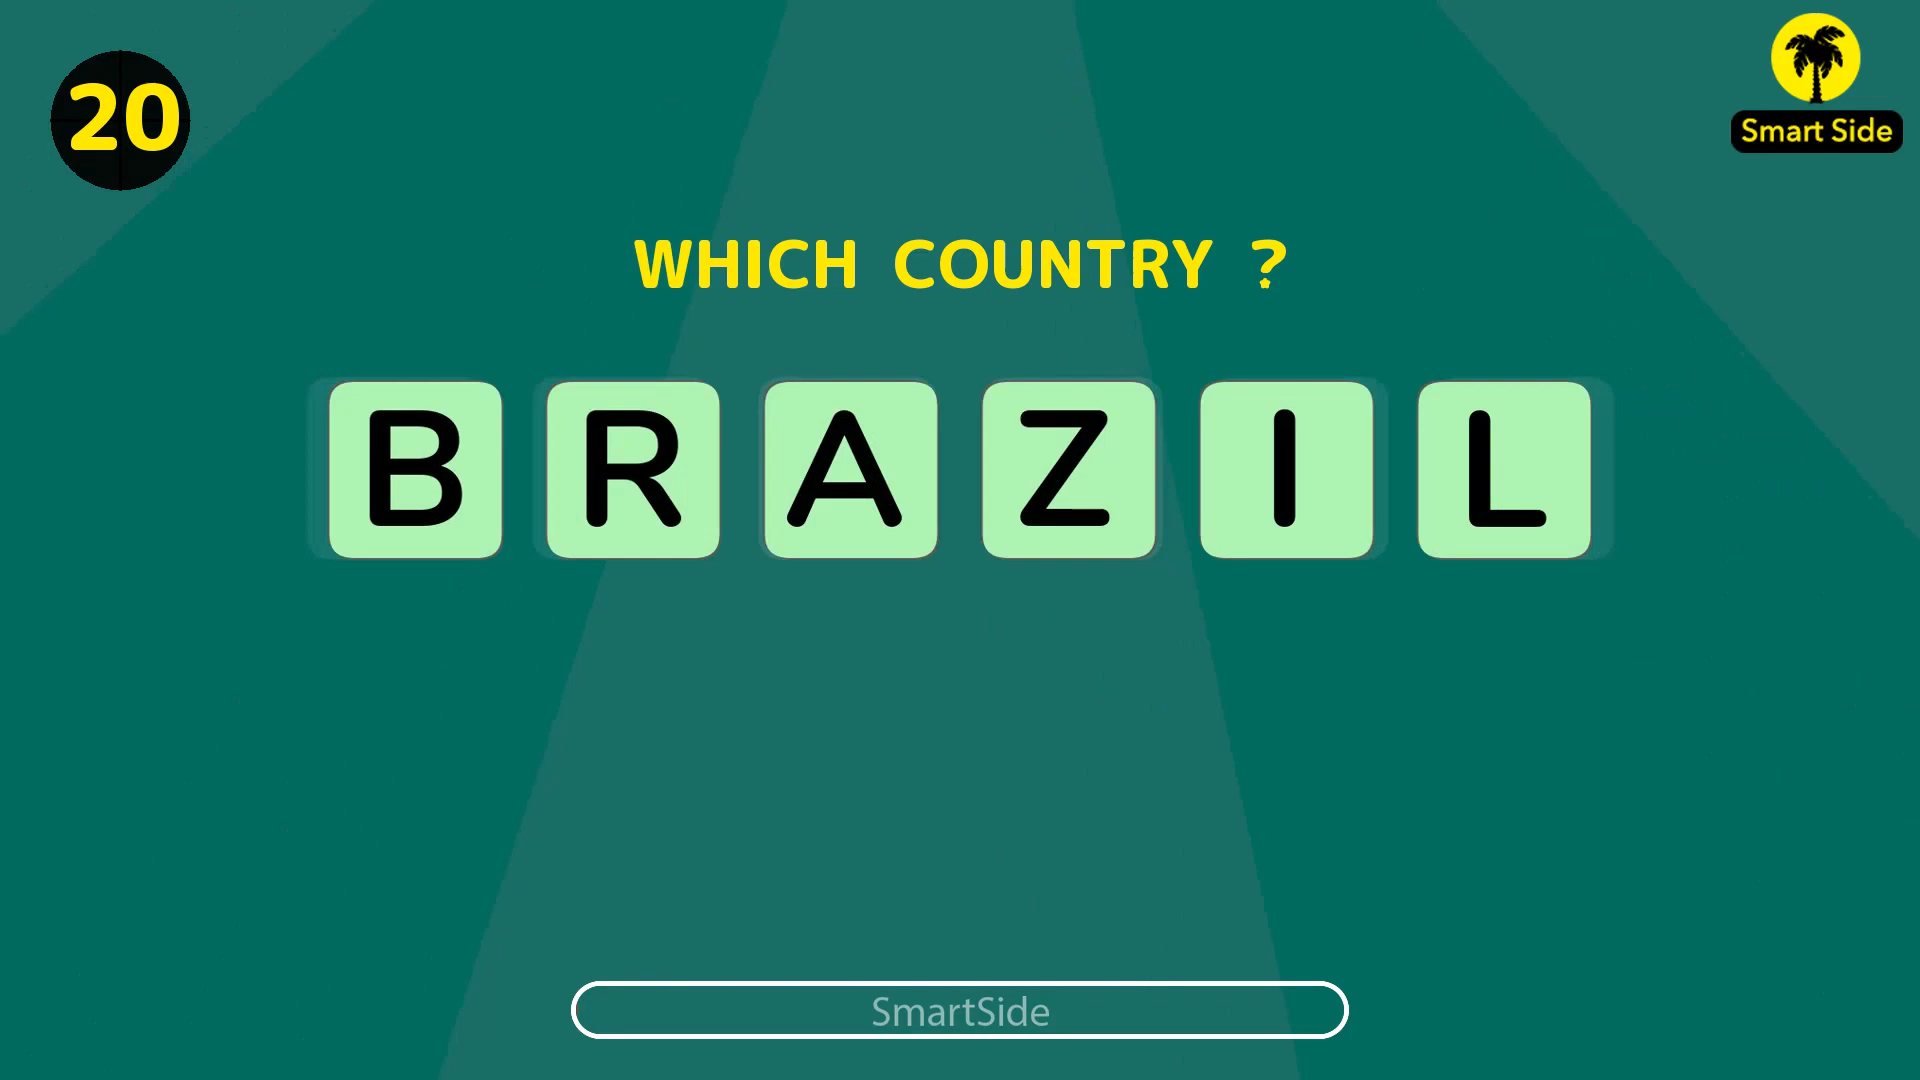 20
Smart Side
WHICH COUNTRY ?
B R A Z I L
SmartSide